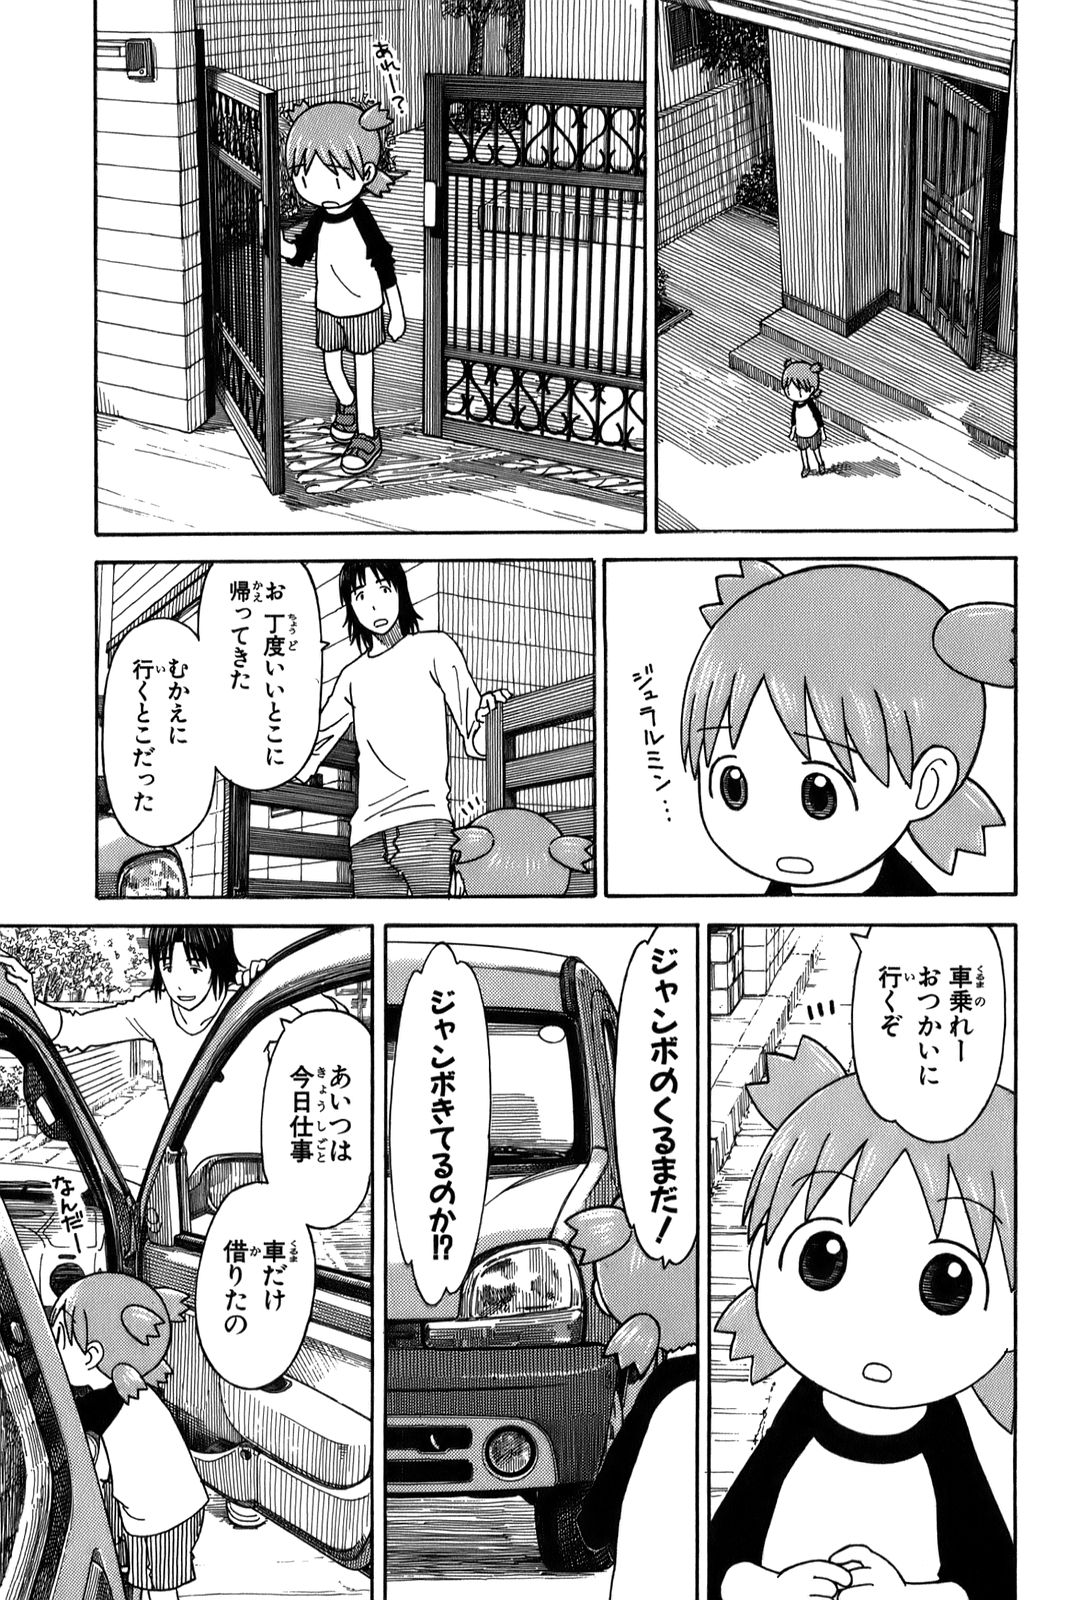 あれー？
ジュラルミン…
お 丁度いいとこに
帰ってきた
むかえに
行くとこだった
車乗れー
おつかいに
行くぞ
ジャンボのくるまだ！
ジャンボきてるのか!?
あいつは
今日仕事
車だけ
借りたの
なんだー